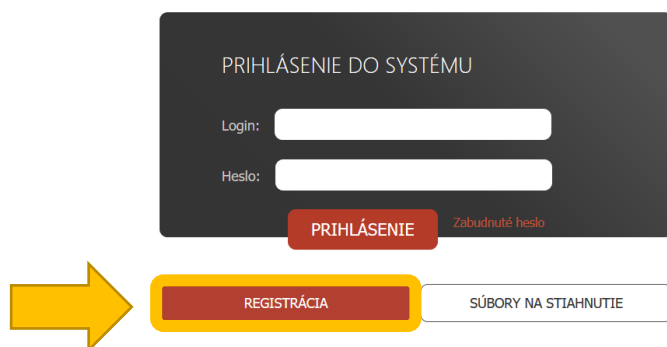 PRIHLÁSENIE DO SYSTÉMU
Login:
Heslo:
PRIHLÁSENIE Zabudnuté heslo
REGISTRÁCIA SÚBORY NA STIAHNUTIE